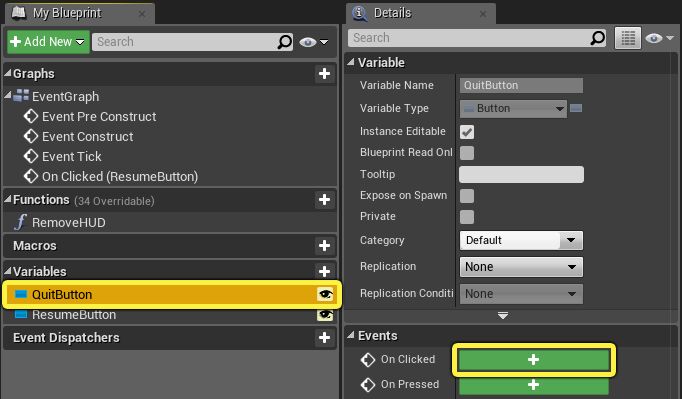 My Blueprint
Add New
Search
Graphs
EventGraph
Event Pre Construct
Event Construct
Event Tick
On Clicked (ResumeButton)
Functions (34 Overridable)
RemoveHUD
Macros
Variables
QuitButton
ResumeButton
Event Dispatchers
Details
Search
Variable
Variable Name QuitButton
Variable Type Button
Instance Editable
Blueprint Read Onl
Tooltip
Expose on Spawn
Private
Category Default
Replication None
Replication Conditi None
Events
On Clicked
On Pressed